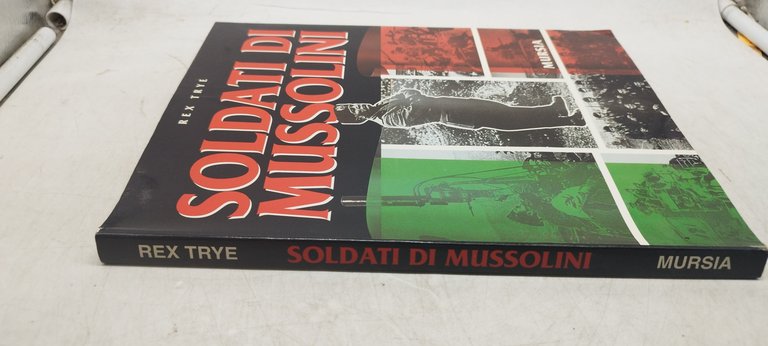 REX TRYE
SOLDATI DI
MUSSOLINI
MURSIA
REX TRYE SOLDATI DI MUSSOLINI MURSIA